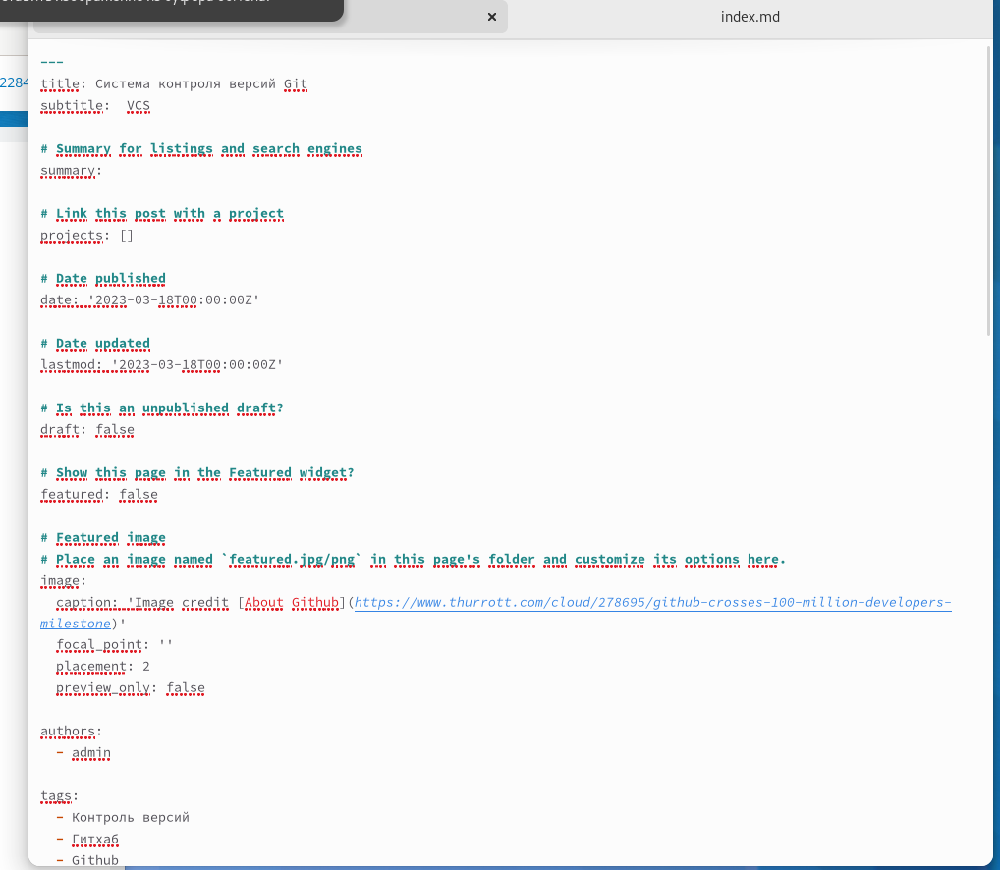 index.md
2284
---
title: Система контроля версий Git
subtitle:  VCS
# Summary for listings and search engines
summary:
# Link this post with a project
projects: []
# Date published
date: '2023-03-18T00:00:00Z'
# Date updated
lastmod: '2023-03-18T00:00:00Z'
# Is this an unpublished draft?
draft: false
# Show this page in the Featured widget?
featured: false
# Featured image
# Place an image named `featured.jpg/png` in this page's folder and customize its options here.
image:
  caption: 'Image credit [About Github](https://www.thurrott.com/cloud/278695/github-crosses-100-million-developers-
milestone)'
  focal_point: ''
  placement: 2
  preview_only: false
authors:
  - admin
tags:
  - Контроль версий
  - Гитхаб
  - Github